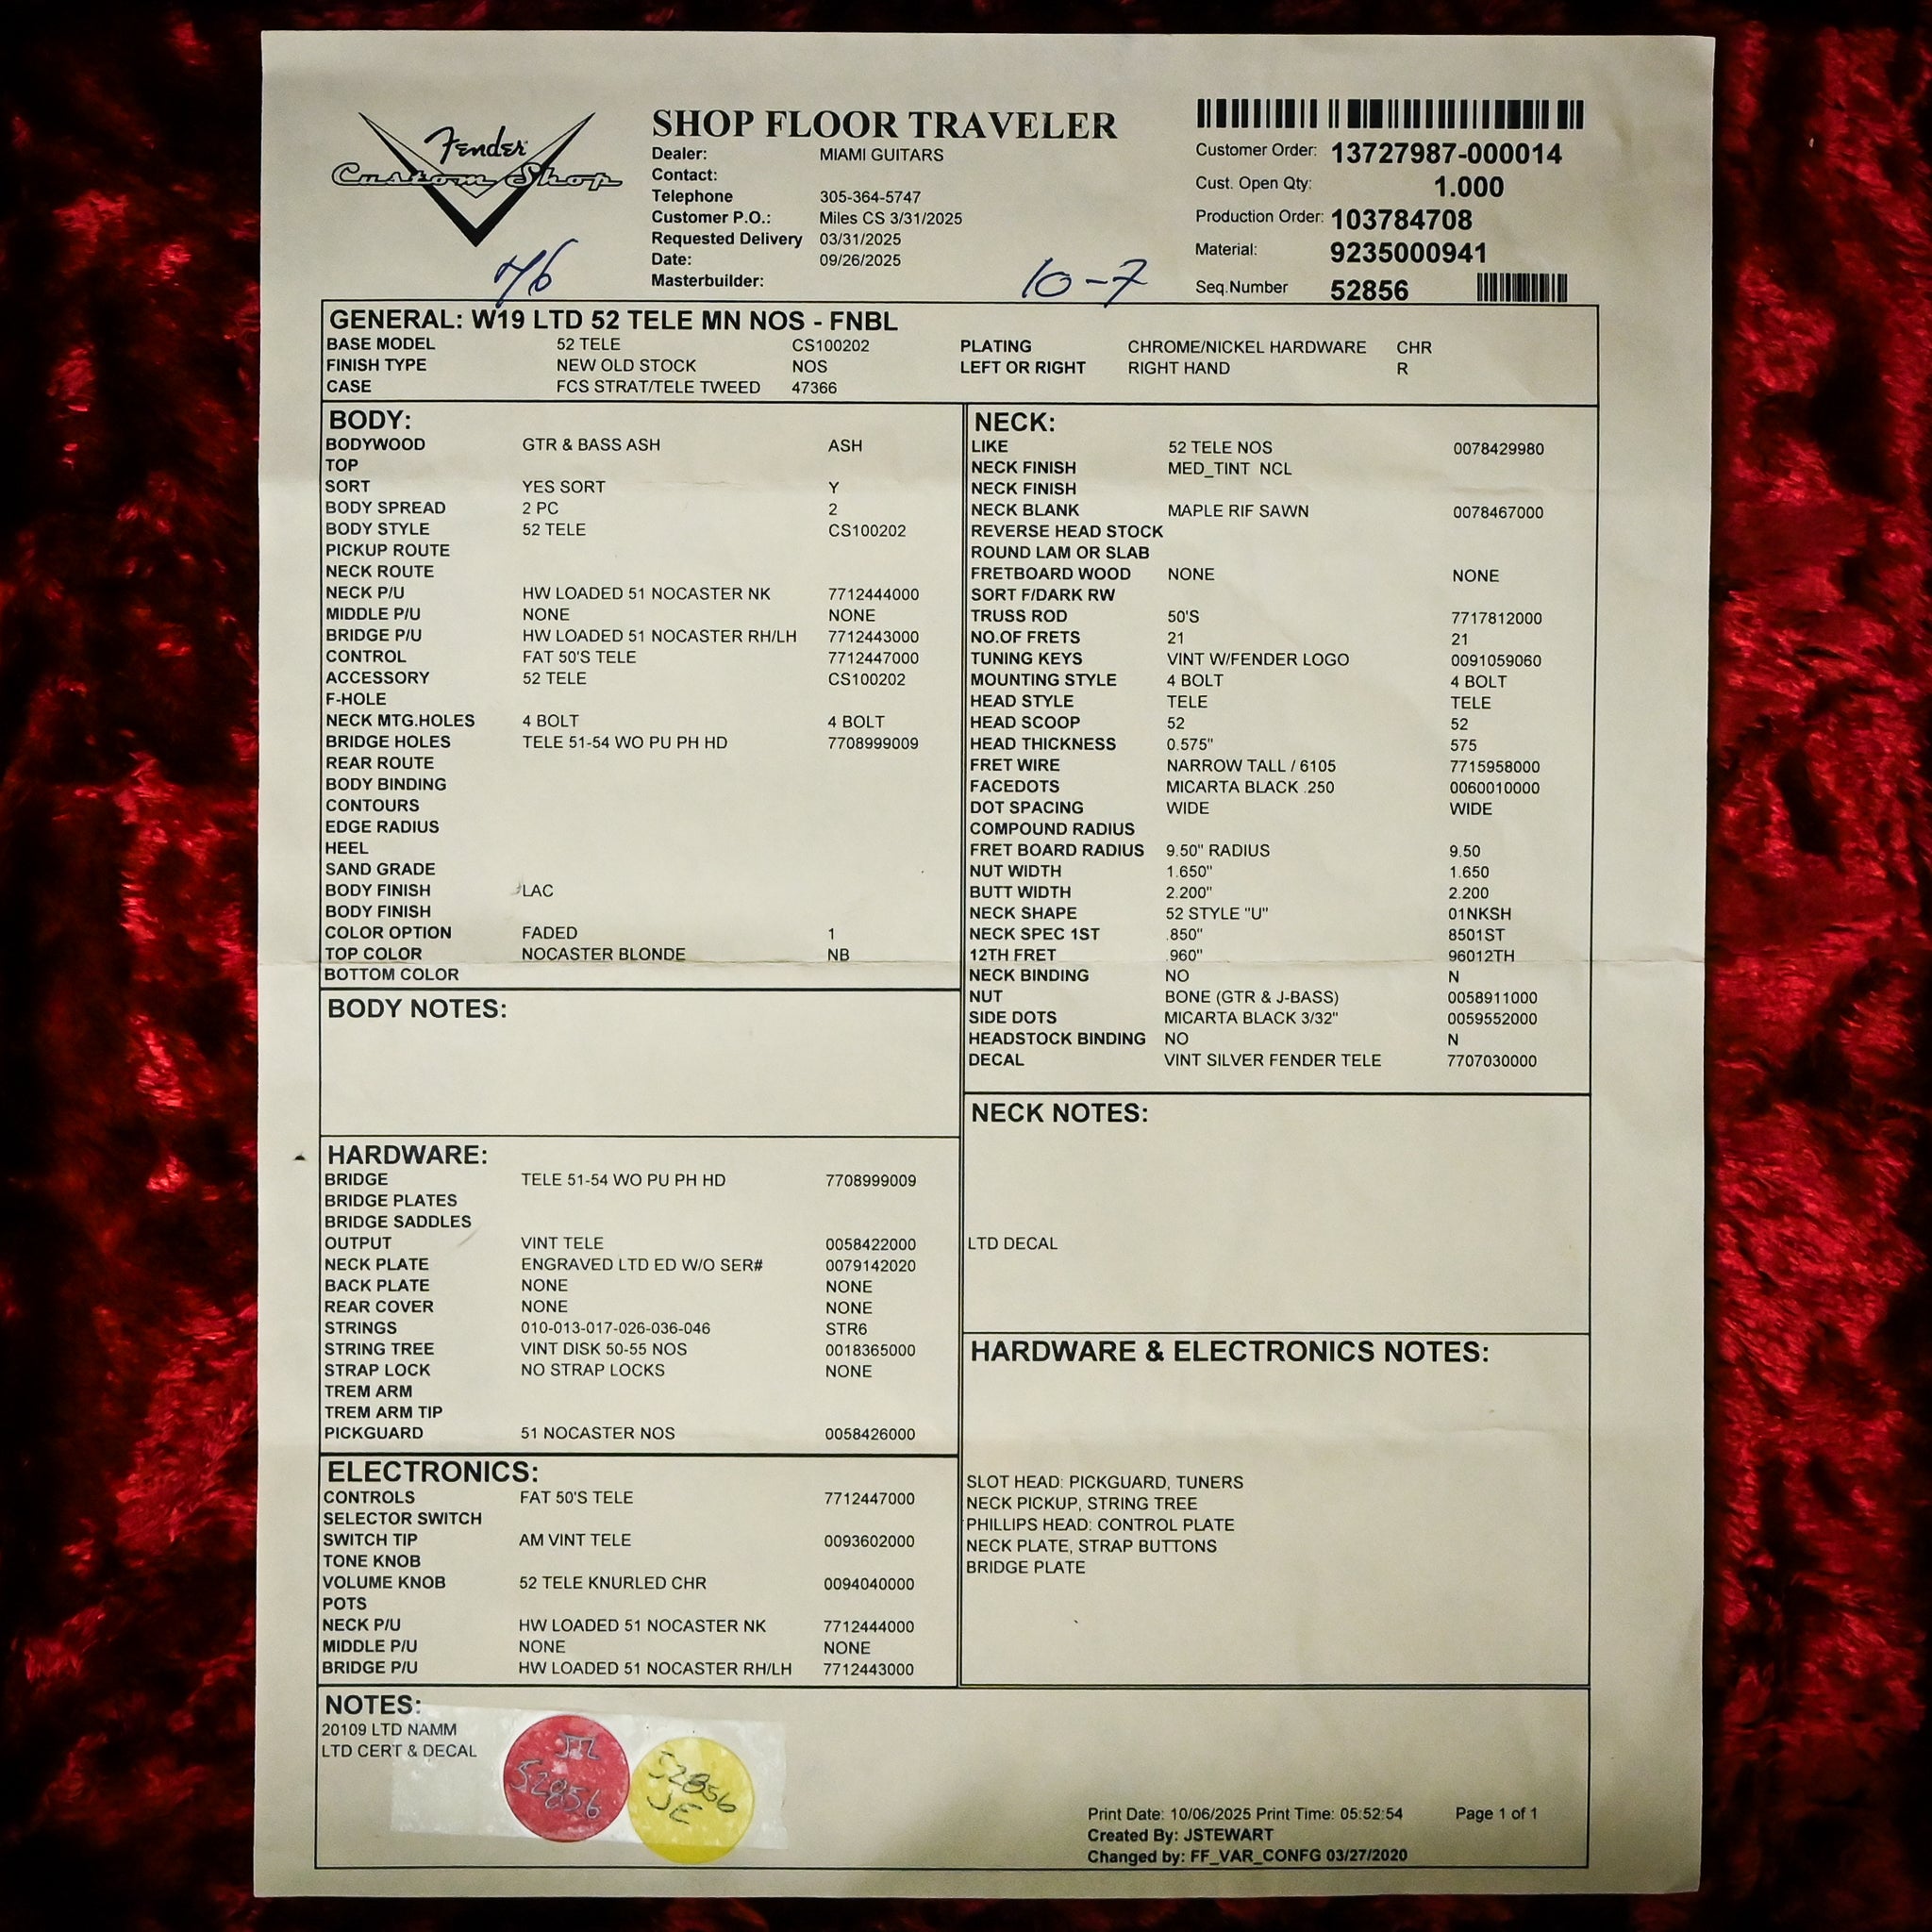 Fender
Custom Shop
SHOP FLOOR TRAVELER
Dealer: MIAMI GUITARS
Contact:
Telephone 305-364-5747
Customer P.O.: Miles CS 3/31/2025
Requested Delivery 03/31/2025
Date: 09/26/2025
Masterbuilder:
Customer Order: 13727987-000014
Cust. Open Qty: 1.000
Production Order: 103784708
Material: 9235000941
Seq.Number 52856
10-7
GENERAL: W19 LTD 52 TELE MN NOS - FNBL
BASE MODEL 52 TELE CS100202
FINISH TYPE NEW OLD STOCK NOS
CASE FCS STRAT/TELE TWEED 47366
PLATING CHROME/NICKEL HARDWARE CHR
LEFT OR RIGHT RIGHT HAND R
BODY:
BODYWOOD GTR & BASS ASH ASH
TOP
SORT YES SORT Y
BODY SPREAD 2 PC 2
BODY STYLE 52 TELE CS100202
PICKUP ROUTE
NECK ROUTE
NECK P/U HW LOADED 51 NOCASTER NK 7712444000
MIDDLE P/U NONE NONE
BRIDGE P/U HW LOADED 51 NOCASTER RH/LH 7712443000
CONTROL FAT 50'S TELE 7712447000
ACCESSORY 52 TELE CS100202
F-HOLE
NECK MTG.HOLES 4 BOLT 4 BOLT
BRIDGE HOLES TELE 51-54 WO PU PH HD 7708999009
REAR ROUTE
BODY BINDING
CONTOURS
EDGE RADIUS
HEEL
SAND GRADE
BODY FINISH LAC
BODY FINISH
COLOR OPTION FADED 1
TOP COLOR NOCASTER BLONDE NB
BOTTOM COLOR
BODY NOTES:
HARDWARE:
BRIDGE TELE 51-54 WO PU PH HD 7708999009
BRIDGE PLATES
BRIDGE SADDLES
OUTPUT VINT TELE 0058422000
NECK PLATE ENGRAVED LTD ED W/O SER# 0079142020
BACK PLATE NONE NONE
REAR COVER NONE NONE
STRINGS 010-013-017-026-036-046 STR6
STRING TREE VINT DISK 50-55 NOS 0018365000
STRAP LOCK NO STRAP LOCKS NONE
TREM ARM
TREM ARM TIP
PICKGUARD 51 NOCASTER NOS 0058426000
ELECTRONICS:
CONTROLS FAT 50'S TELE 7712447000
SELECTOR SWITCH
SWITCH TIP AM VINT TELE 0093602000
TONE KNOB
VOLUME KNOB 52 TELE KNURLED CHR 0094040000
POTS
NECK P/U HW LOADED 51 NOCASTER NK 7712444000
MIDDLE P/U NONE NONE
BRIDGE P/U HW LOADED 51 NOCASTER RH/LH 7712443000
NECK:
LIKE 52 TELE NOS 0078429980
NECK FINISH MED_TINT NCL
NECK FINISH
NECK BLANK MAPLE RIF SAWN 0078467000
REVERSE HEAD STOCK
ROUND LAM OR SLAB
FRETBOARD WOOD NONE NONE
SORT F/DARK RW
TRUSS ROD 50'S 7717812000
NO.OF FRETS 21 21
TUNING KEYS VINT W/FENDER LOGO 0091059060
MOUNTING STYLE 4 BOLT 4 BOLT
HEAD STYLE TELE TELE
HEAD SCOOP 52 52
HEAD THICKNESS 0.575" 575
FRET WIRE NARROW TALL / 6105 7715958000
FACEDOTS MICARTA BLACK .250 0060010000
DOT SPACING WIDE WIDE
COMPOUND RADIUS
FRET BOARD RADIUS 9.50" RADIUS 9.50
NUT WIDTH 1.650" 1.650
BUTT WIDTH 2.200" 2.200
NECK SHAPE 52 STYLE "U" 01NKSH
NECK SPEC 1ST .850" 8501ST
12TH FRET .960" 96012TH
NECK BINDING NO N
NUT BONE (GTR & J-BASS) 0058911000
SIDE DOTS MICARTA BLACK 3/32" 0059552000
HEADSTOCK BINDING NO N
DECAL VINT SILVER FENDER TELE 7707030000
NECK NOTES:
LTD DECAL
HARDWARE & ELECTRONICS NOTES:
SLOT HEAD: PICKGUARD, TUNERS
NECK PICKUP, STRING TREE
PHILLIPS HEAD: CONTROL PLATE
NECK PLATE, STRAP BUTTONS
BRIDGE PLATE
NOTES:
20109 LTD NAMM
LTD CERT & DECAL
52856
52856
JE
Print Date: 10/06/2025 Print Time: 05:52:54 Page 1 of 1
Created By: JSTEWART
Changed by: FF_VAR_CONFG 03/27/2020